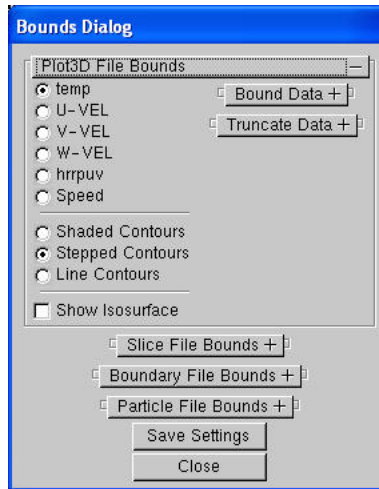 Bounds Dialog
Plot3D File Bounds −
temp
Bound Data +
U-VEL
V-VEL
Truncate Data +
W-VEL
hrrpuv
Speed
Shaded Contours
Stepped Contours
Line Contours
Show Isosurface
Slice File Bounds +
Boundary File Bounds +
Particle File Bounds +
Save Settings
Close